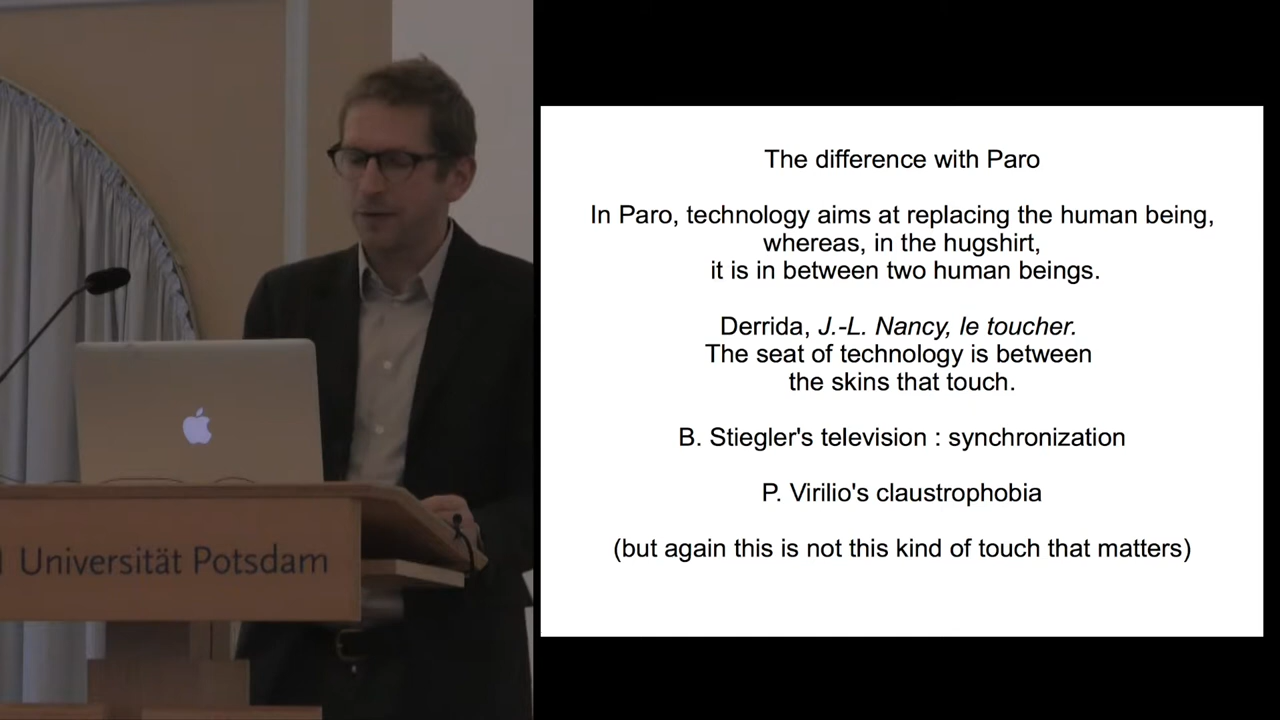 Universität Potsdam
The difference with Paro
In Paro, technology aims at replacing the human being,
whereas, in the hugshirt,
it is in between two human beings.
Derrida, J.-L. Nancy, le toucher.
The seat of technology is between
the skins that touch.
B. Stiegler's television : synchronization
P. Virilio's claustrophobia
(but again this is not this kind of touch that matters)